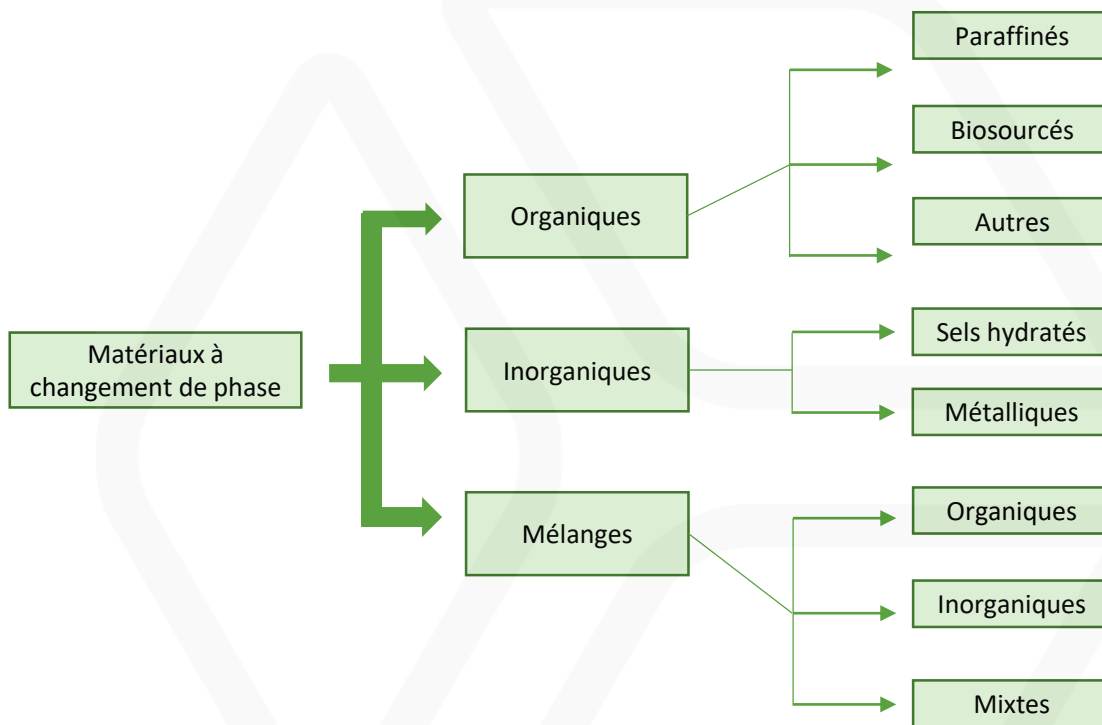 Matériaux à
changement de phase
Organiques
Paraffinés
Biosourcés
Autres
Inorganiques
Sels hydratés
Métalliques
Mélanges
Organiques
Inorganiques
Mixtes